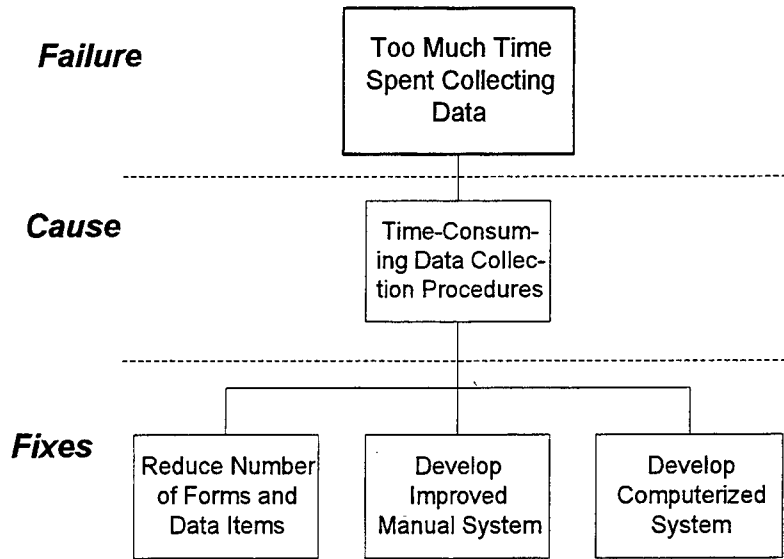 Failure
Too Much Time
Spent Collecting
Data
Cause
Time-Consum-
ing Data Collec-
tion Procedures
Fixes
Reduce Number
of Forms and
Data Items
Develop
Improved
Manual System
Develop
Computerized
System